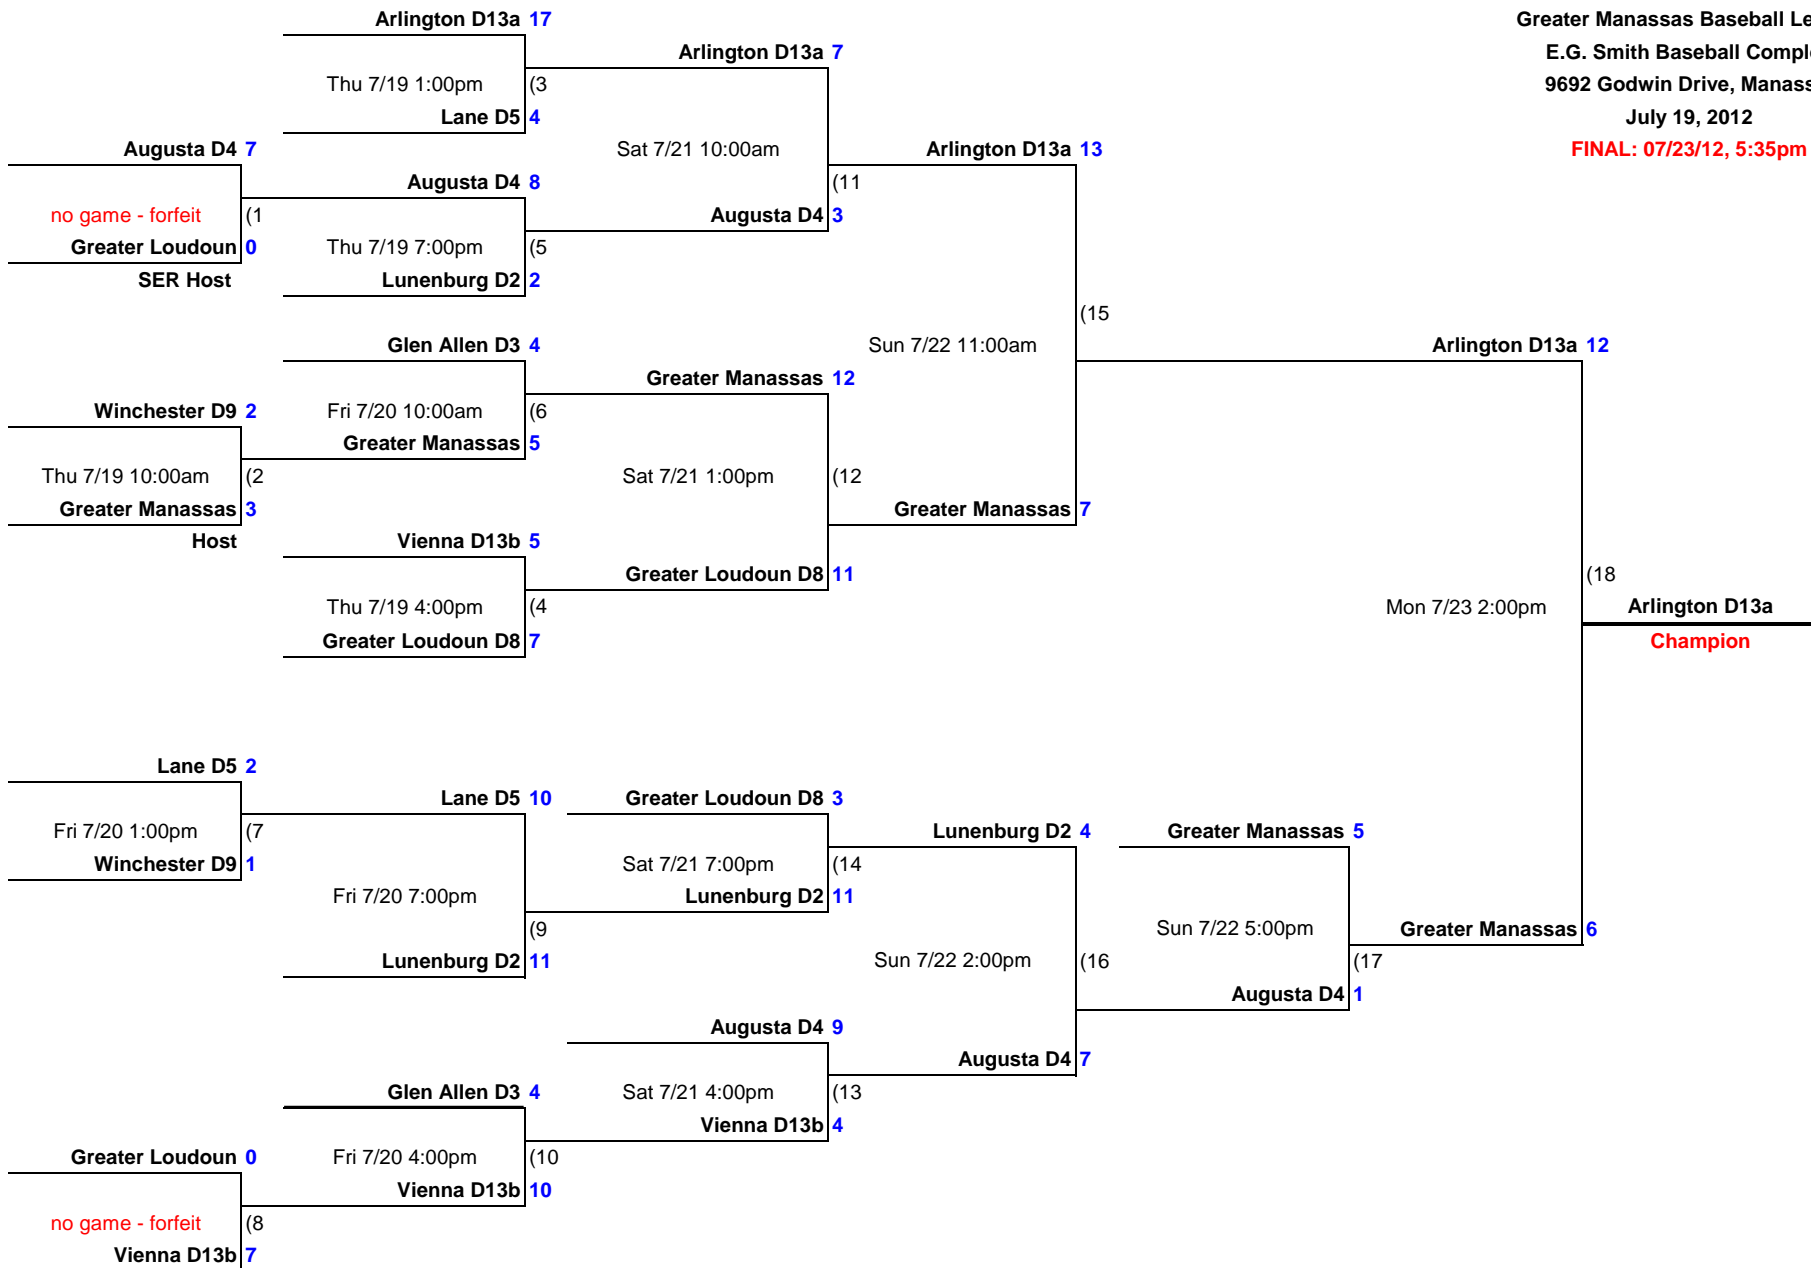 Arlington D13a 17
Greater Manassas Baseball Le
Arlington D13a 7
E.G. Smith Baseball Compl
Thu 7/19 1:00pm (3
9692 Godwin Drive, Manass
Lane D5 4
July 19, 2012
Augusta D4 7
Sat 7/21 10:00am
Arlington D13a 13
FINAL: 07/23/12, 5:35pm
Augusta D4 8
(11
no game - forfeit (1
Augusta D4 3
Greater Loudoun 0
Thu 7/19 7:00pm (5
SER Host
Lunenburg D2 2
(15
Glen Allen D3 4
Sun 7/22 11:00am
Arlington D13a 12
Greater Manassas 12
Winchester D9 2
Fri 7/20 10:00am (6
Greater Manassas 5
Thu 7/19 10:00am (2
Sat 7/21 1:00pm (12
Greater Manassas 3
Greater Manassas 7
Host
Vienna D13b 5
Greater Loudoun D8 11
(18
Thu 7/19 4:00pm (4
Mon 7/23 2:00pm
Arlington D13a
Greater Loudoun D8 7
Champion
Lane D5 2
Lane D5 10
Greater Loudoun D8 3
Fri 7/20 1:00pm (7
Lunenburg D2 4
Greater Manassas 5
Winchester D9 1
Sat 7/21 7:00pm (14
Fri 7/20 7:00pm
Lunenburg D2 11
(9
Sun 7/22 5:00pm
Greater Manassas 6
Lunenburg D2 11
Sun 7/22 2:00pm (16
(17
Augusta D4 1
Augusta D4 9
Augusta D4 7
Glen Allen D3 4
Sat 7/21 4:00pm (13
Vienna D13b 4
Greater Loudoun 0
Fri 7/20 4:00pm (10
Vienna D13b 10
no game - forfeit (8
Vienna D13b 7